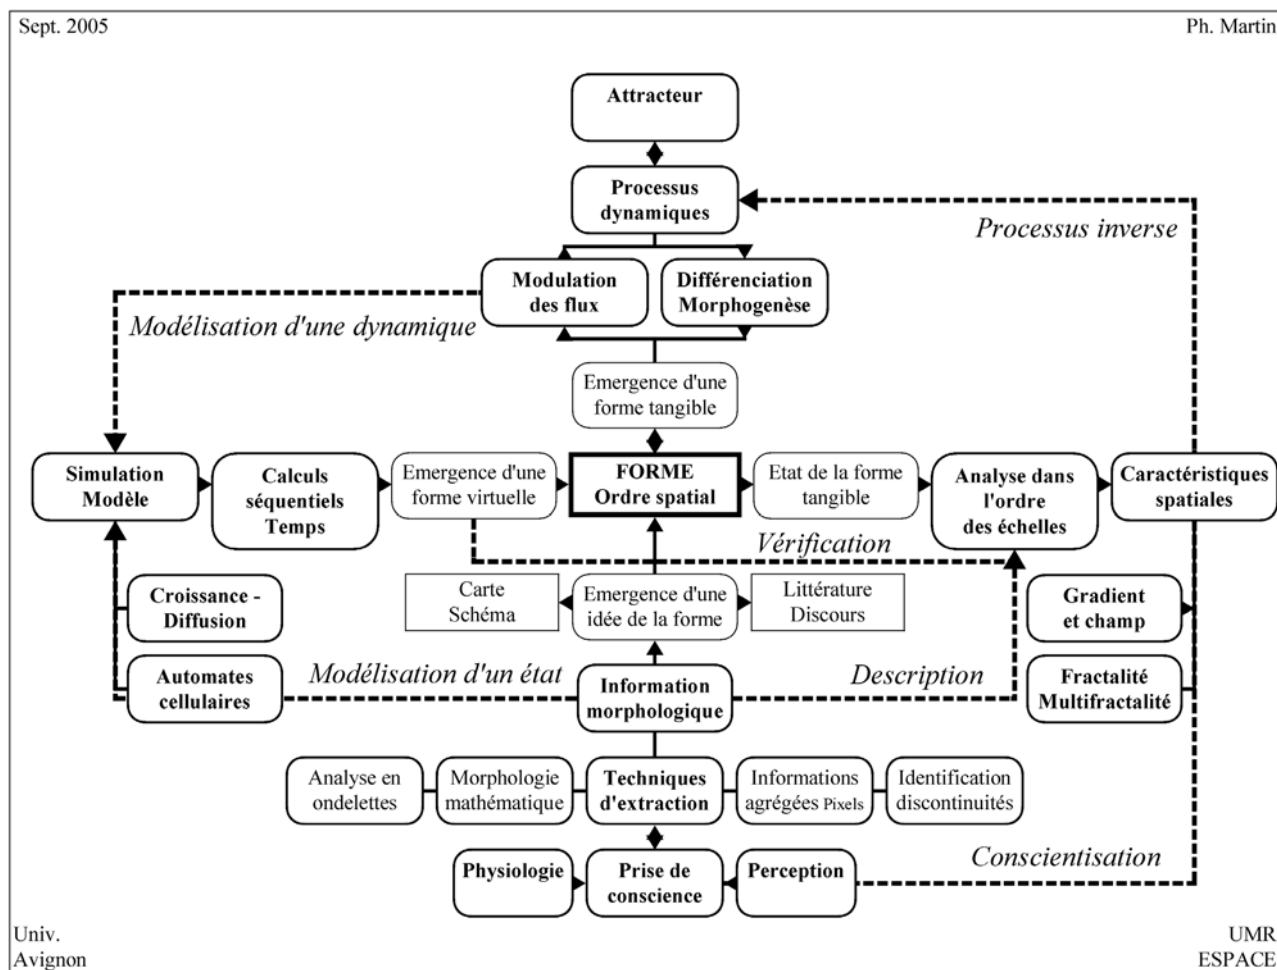 Sept. 2005
Ph. Martin
Attracteur
Processus
dynamiques
Processus inverse
Modulation
des flux
Différenciation
Morphogenèse
Modélisation d'une dynamique
Emergence d'une
forme tangible
Simulation
Modèle
Calculs
séquentiels
Temps
Emergence d'une
forme virtuelle
FORME
Ordre spatial
Etat de la forme
tangible
Analyse dans
l'ordre
des échelles
Caractéristiques
spatiales
Vérification
Croissance -
Diffusion
Carte
Schéma
Emergence d'une
idée de la forme
Littérature
Discours
Gradient
et champ
Automates
cellulaires
Modélisation d'un état
Information
morphologique
Description
Fractalité
Multifractalité
Analyse en
ondelettes
Morphologie
mathématique
Techniques
d'extraction
Informations
agrégées Pixels
Identification
discontinuités
Physiologie
Prise de
conscience
Perception
Conscientisation
Univ.
Avignon
UMR
ESPACE